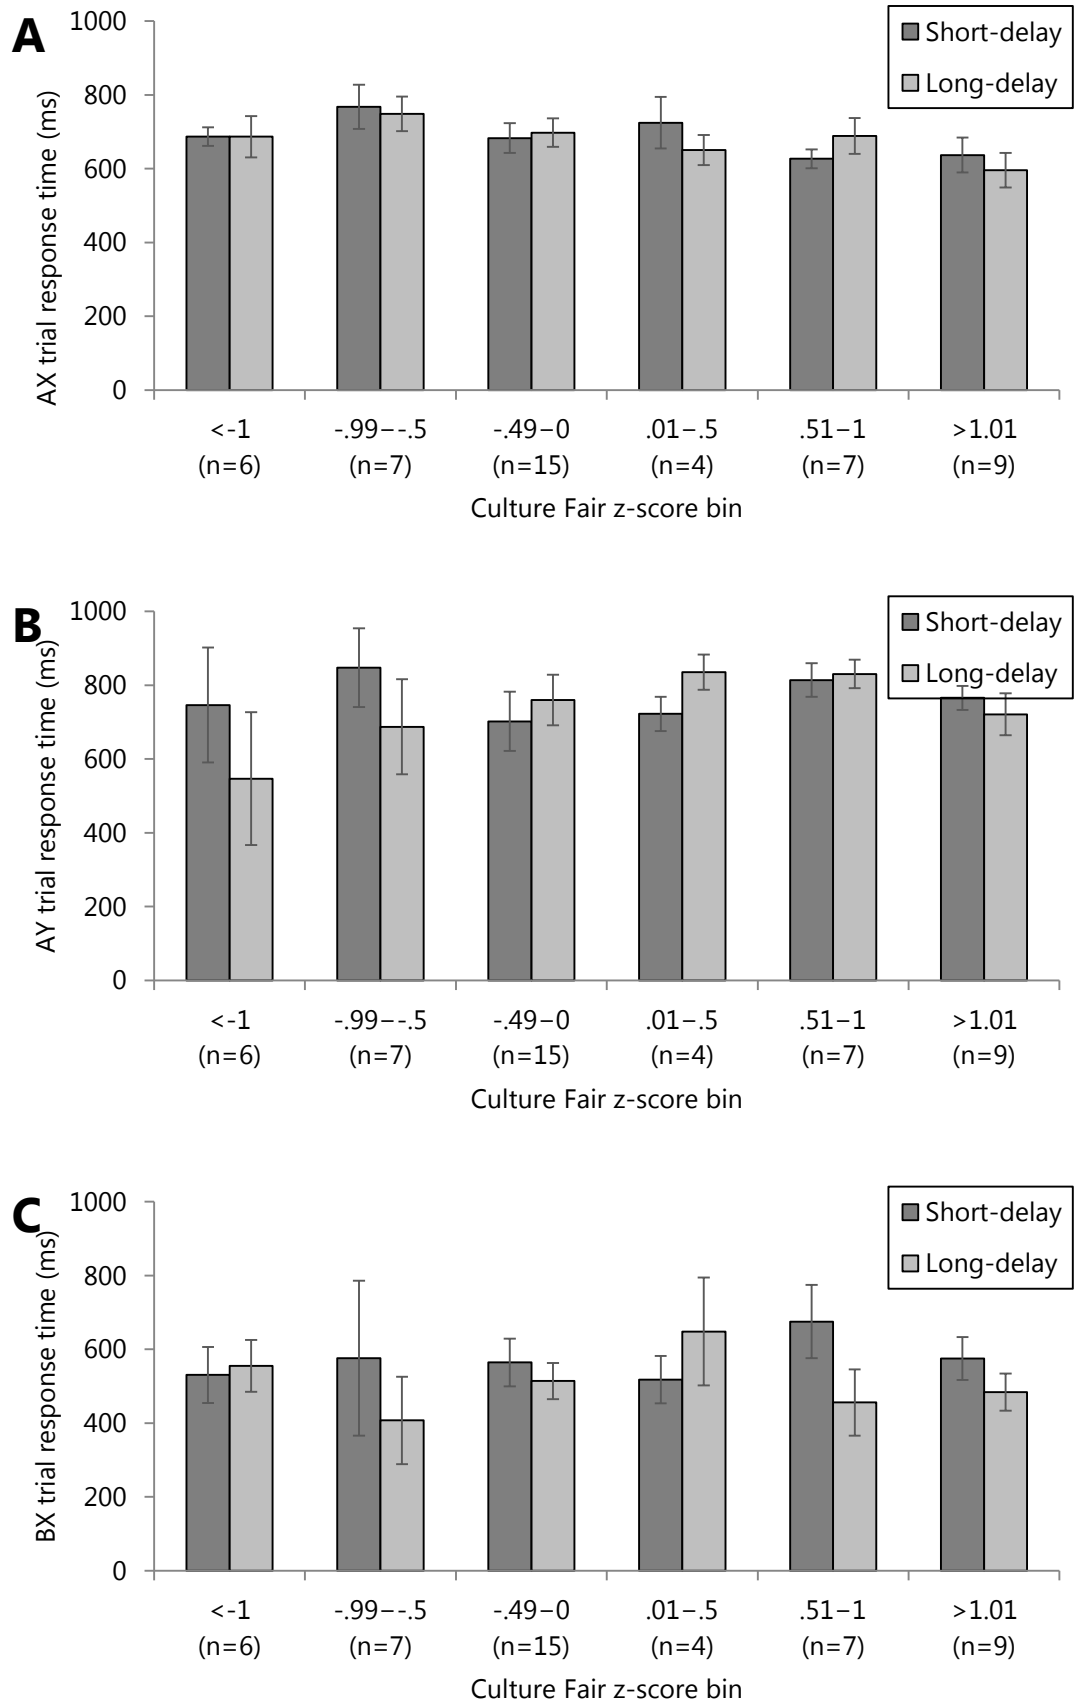 A
1000
800
600
400
200
0
AX trial response time (ms)
Short-delay
Long-delay
<-1 -.99–-.5 -.49–0 .01–.5 .51–1 >1.01
(n=6) (n=7) (n=15) (n=4) (n=7) (n=9)
Culture Fair z-score bin
B
1000
800
600
400
200
0
AY trial response time (ms)
Short-delay
Long-delay
<-1 -.99–-.5 -.49–0 .01–.5 .51–1 >1.01
(n=6) (n=7) (n=15) (n=4) (n=7) (n=9)
Culture Fair z-score bin
C
1000
800
600
400
200
0
BX trial response time (ms)
Short-delay
Long-delay
<-1 -.99–-.5 -.49–0 .01–.5 .51–1 >1.01
(n=6) (n=7) (n=15) (n=4) (n=7) (n=9)
Culture Fair z-score bin